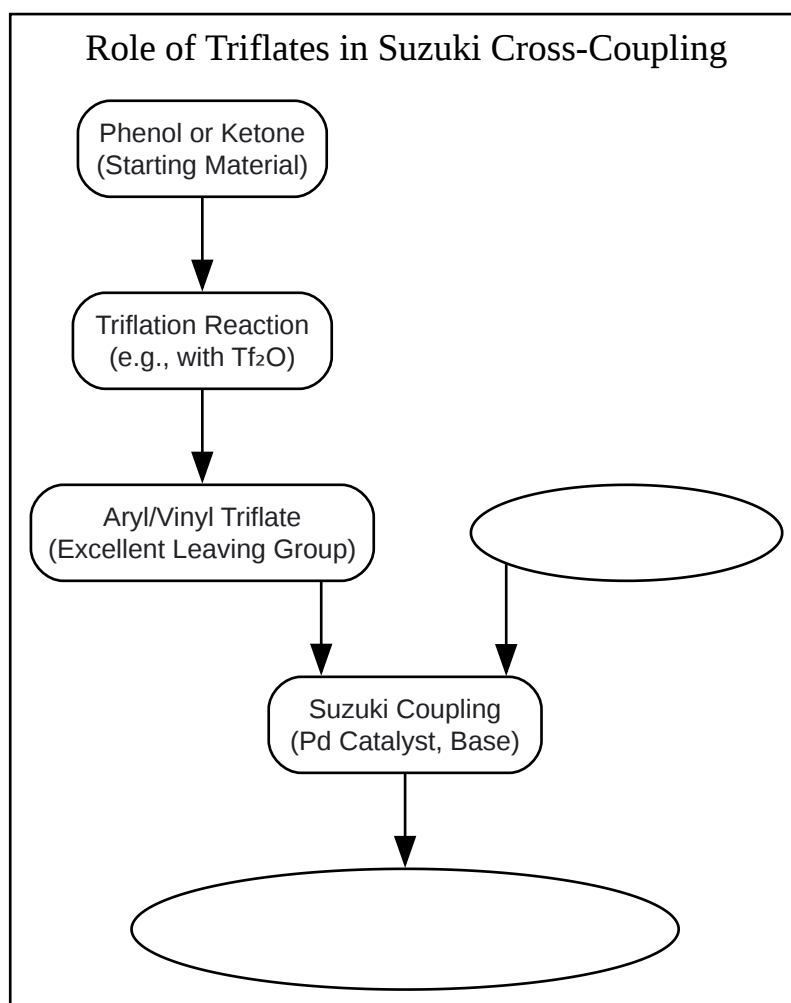 Role of Triflates in Suzuki Cross-Coupling
Phenol or Ketone
(Starting Material)
Triflation Reaction
(e.g., with Tf₂O)
Aryl/Vinyl Triflate
(Excellent Leaving Group)
Suzuki Coupling
(Pd Catalyst, Base)